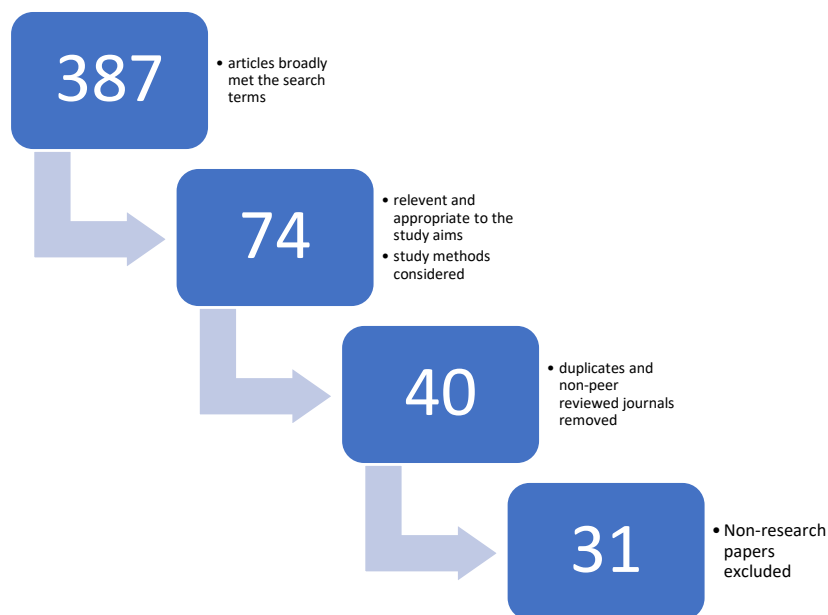 387
• articles broadly
met the search
terms
74
• relevent and
appropriate to the
study aims
• study methods
considered
40
• duplicates and
non-peer
reviewed journals
removed
31
• Non-research
papers
excluded